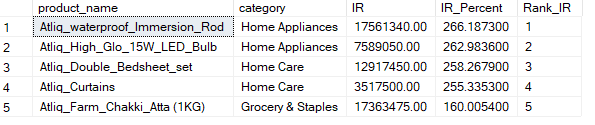 product_name category IR IR_Percent Rank_IR
1 Atliq_waterproof_Immersion_Rod Home Appliances 17561340.00 266.187300 1
2 Atliq_High_Glo_15W_LED_Bulb Home Appliances 7589050.00 262.983600 2
3 Atliq_Double_Bedsheet_set Home Care 12917450.00 258.267900 3
4 Atliq_Curtains Home Care 3517500.00 255.335300 4
5 Atliq_Farm_Chakki_Atta (1KG) Grocery & Staples 17363475.00 160.005400 5